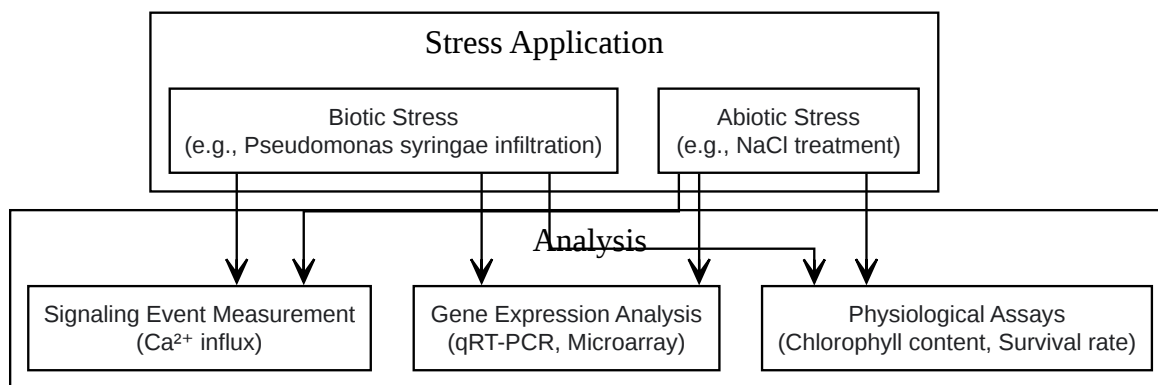 Stress Application
Biotic Stress
(e.g., Pseudomonas syringae infiltration)
Abiotic Stress
(e.g., NaCl treatment)
Analysis
Signaling Event Measurement
(Ca²⁺ influx)
Gene Expression Analysis
(qRT-PCR, Microarray)
Physiological Assays
(Chlorophyll content, Survival rate)